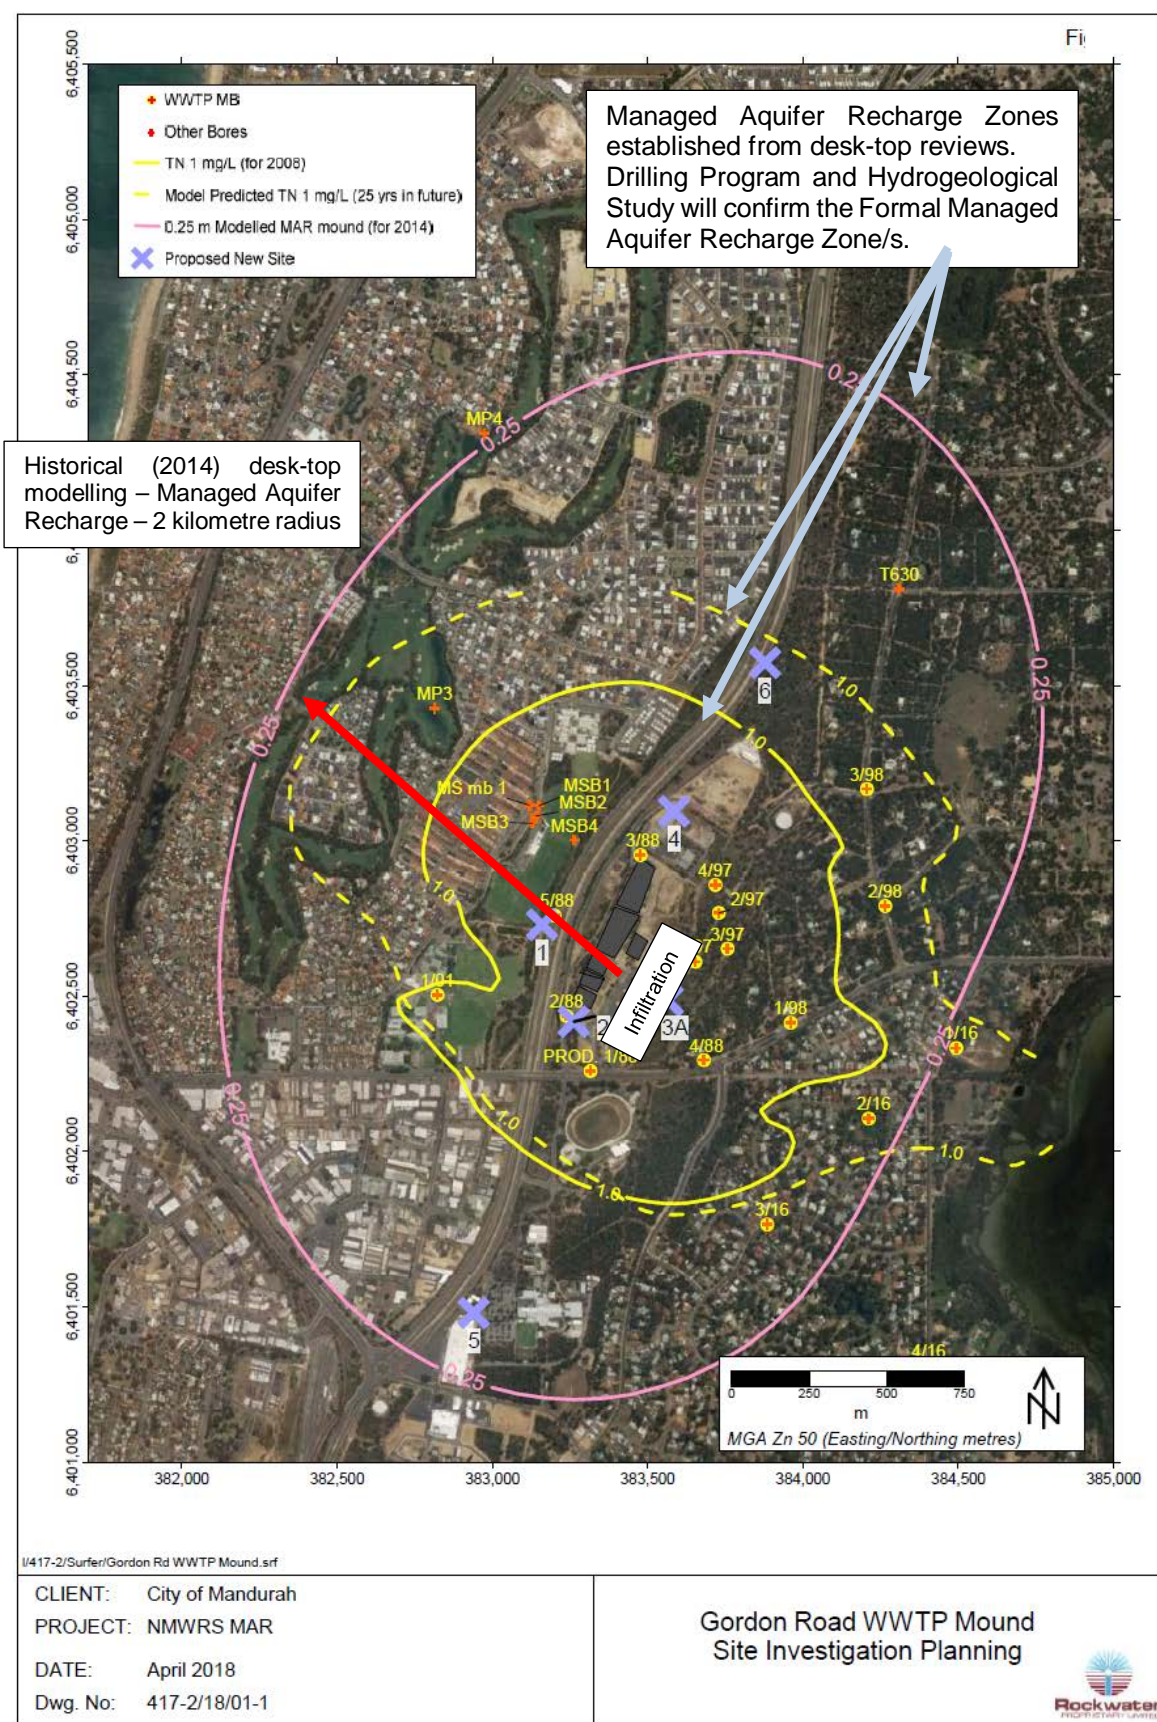 Fi
6,405,500
6,405,000
6,404,500
6,403,500
6,403,000
6,402,500
6,402,000
6,401,500
6,401,000
WWTP MB
Other Bores
TN 1 mg/L (for 2008)
Model Predicted TN 1 mg/L (25 yrs in future)
0.25 m Modelled MAR mound (for 2014)
Proposed New Site
Managed Aquifer Recharge Zones
established from desk-top reviews.
Drilling Program and Hydrogeological
Study will confirm the Formal Managed
Aquifer Recharge Zone/s.
Historical (2014) desk-top
modelling – Managed Aquifer
Recharge – 2 kilometre radius
0.25
MP4
0.25
T630
0.25
6
1.0
MP3
0.25
1.0
3/98
MS mb 1
MSB1
MSB2
MSB3
MSB4
4
3/88
4/97
2/97
1.0
5/88
2/98
1
3/97
1/01
Infiltration
2/88
2
3A
1/98
1/16
PROD. 1/88
4/88
0.25
0.25
2/16
1.0
1.0
1.0
3/16
5
0.25
4/16
0 250 500 750
m
N
MGA Zn 50 (Easting/Northing metres)
382,000 382,500 383,000 383,500 384,000 384,500 385,000
I/417-2/Surfer/Gordon Rd WWTP Mound.srf
CLIENT: City of Mandurah
PROJECT: NMWRS MAR
DATE: April 2018
Dwg. No: 417-2/18/01-1
Gordon Road WWTP Mound
Site Investigation Planning
Rockwater
PROPRIETARY LIMITED